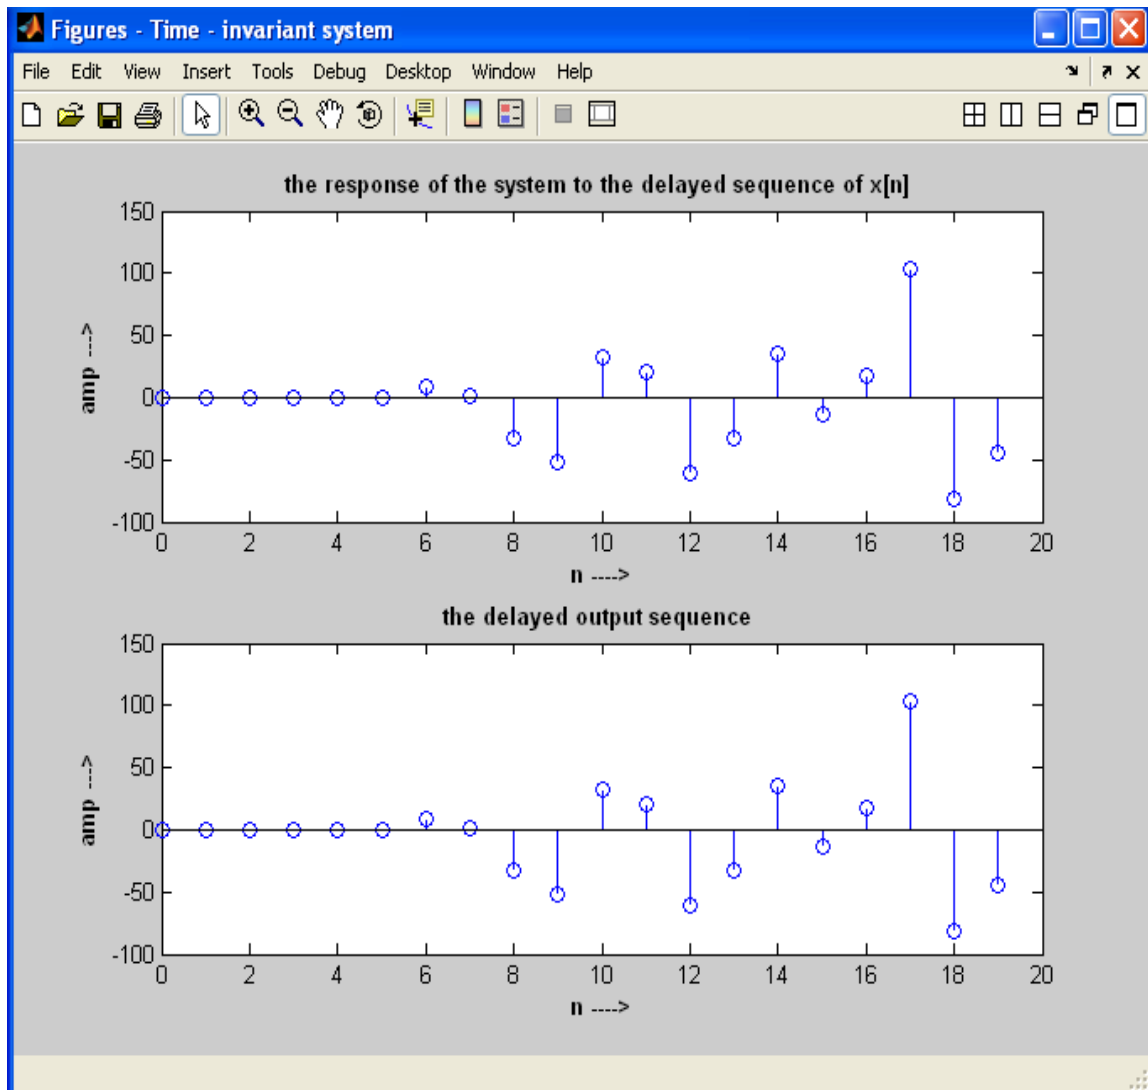 Figures - Time - invariant system
File Edit View Insert Tools Debug Desktop Window Help
the response of the system to the delayed sequence of x[n]
150
100
50
0
-50
-100
amp --->
0 2 4 6 8 10 12 14 16 18 20
n ---->
the delayed output sequence
150
100
50
0
-50
-100
amp --->
0 2 4 6 8 10 12 14 16 18 20
n ---->